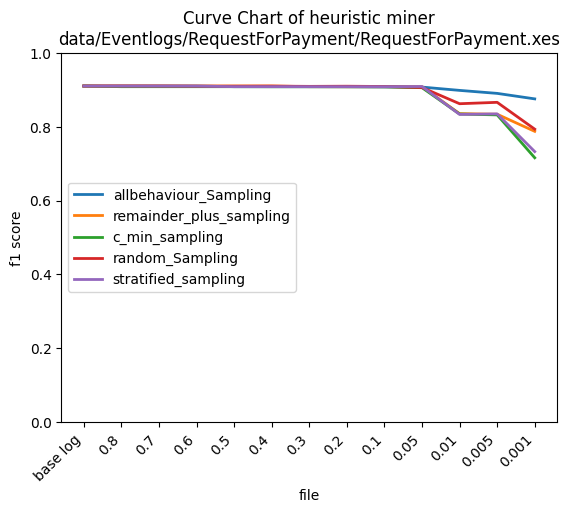 Curve Chart of heuristic miner
data/Eventlogs/RequestForPayment/RequestForPayment.xes
f1 score
1.0
0.8
0.6
0.4
0.2
0.0
allbehaviour_Sampling
remainder_plus_sampling
c_min_sampling
random_Sampling
stratified_sampling
base log
0.8
0.7
0.6
0.5
0.4
0.3
0.2
0.1
0.05
0.01
0.005
0.001
file